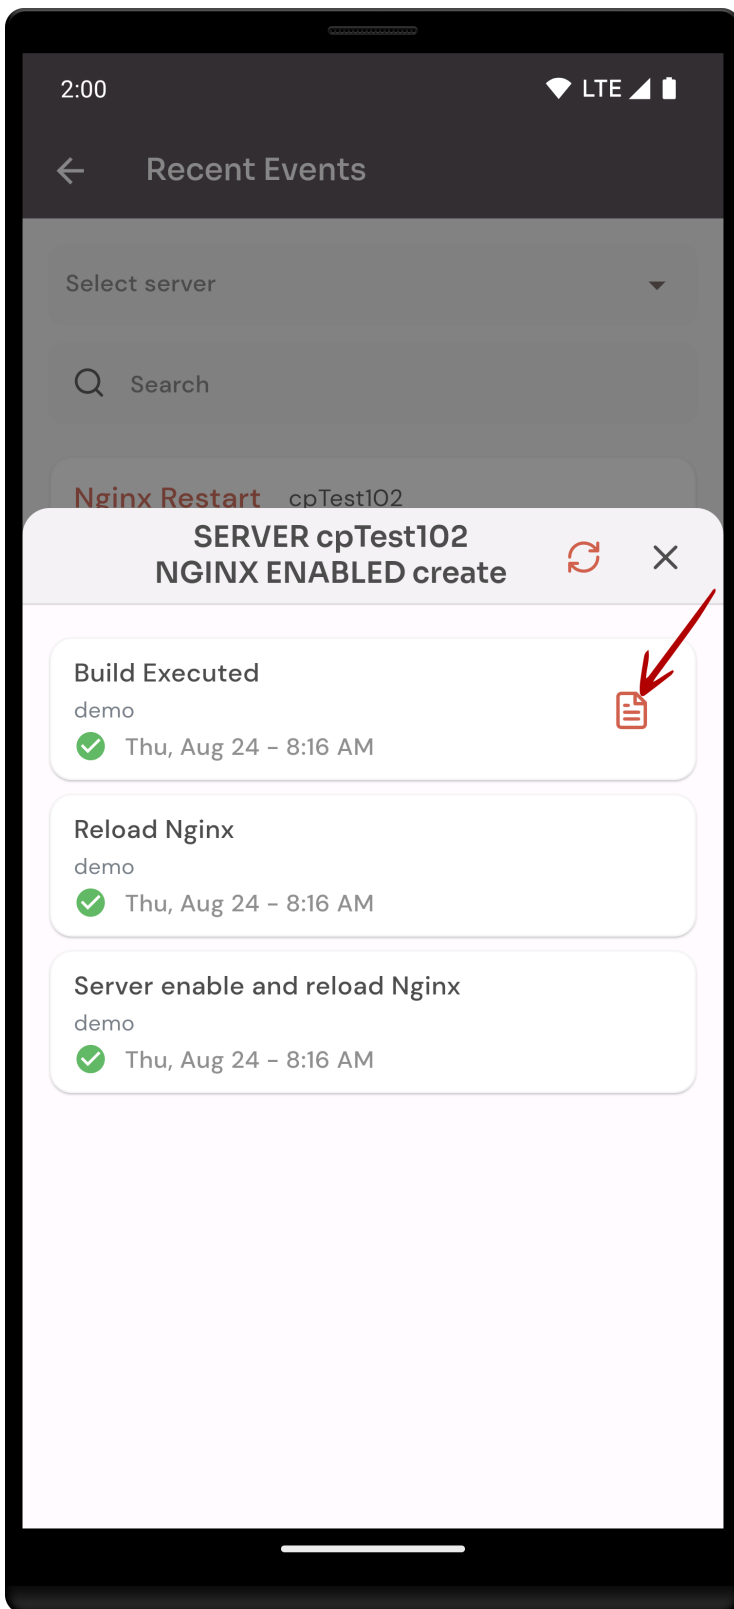 2:00
LTE
Recent Events
Select server
Search
Nginx Restart cpTest102
SERVER cpTest102
NGINX ENABLED create
Build Executed
demo
Thu, Aug 24 - 8:16 AM
Reload Nginx
demo
Thu, Aug 24 - 8:16 AM
Server enable and reload Nginx
demo
Thu, Aug 24 - 8:16 AM